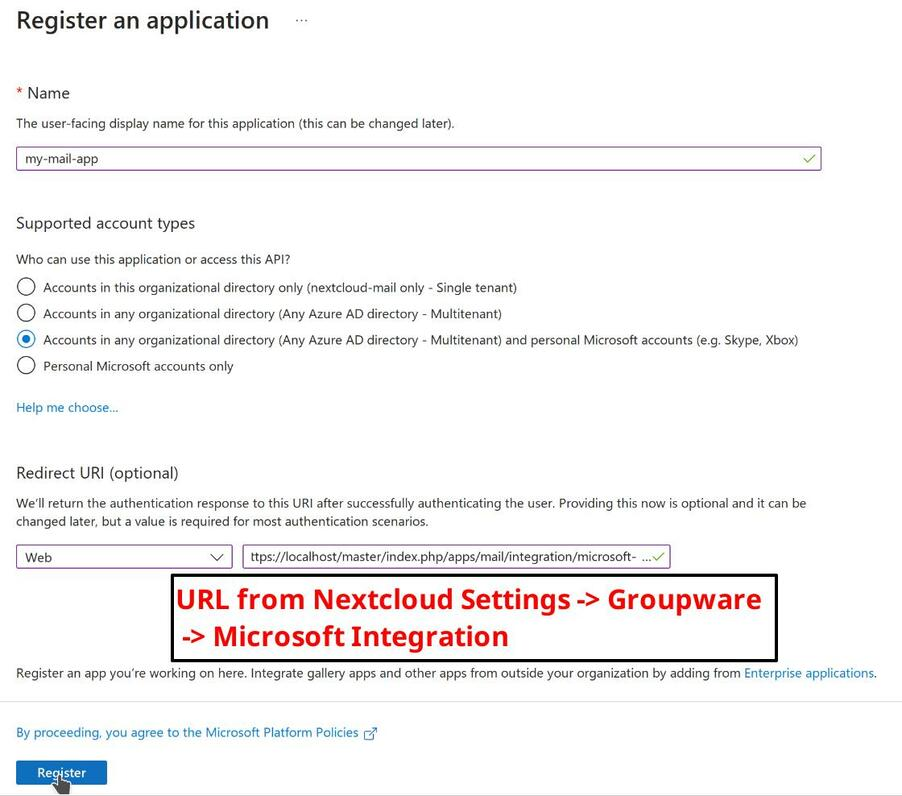 Register an application ...
* Name
The user-facing display name for this application (this can be changed later).
my-mail-app
Supported account types
Who can use this application or access this API?
Accounts in this organizational directory only (nextcloud-mail only - Single tenant)
Accounts in any organizational directory (Any Azure AD directory - Multitenant)
Accounts in any organizational directory (Any Azure AD directory - Multitenant) and personal Microsoft accounts (e.g. Skype, Xbox)
Personal Microsoft accounts only
Help me choose...
Redirect URI (optional)
We'll return the authentication response to this URI after successfully authenticating the user. Providing this now is optional and it can be
changed later, but a value is required for most authentication scenarios.
Web ttps://localhost/master/index.php/apps/mail/integration/microsoft- ...
URL from Nextcloud Settings -> Groupware
-> Microsoft Integration
Register an app you're working on here. Integrate gallery apps and other apps from outside your organization by adding from Enterprise applications.
By proceeding, you agree to the Microsoft Platform Policies
Register